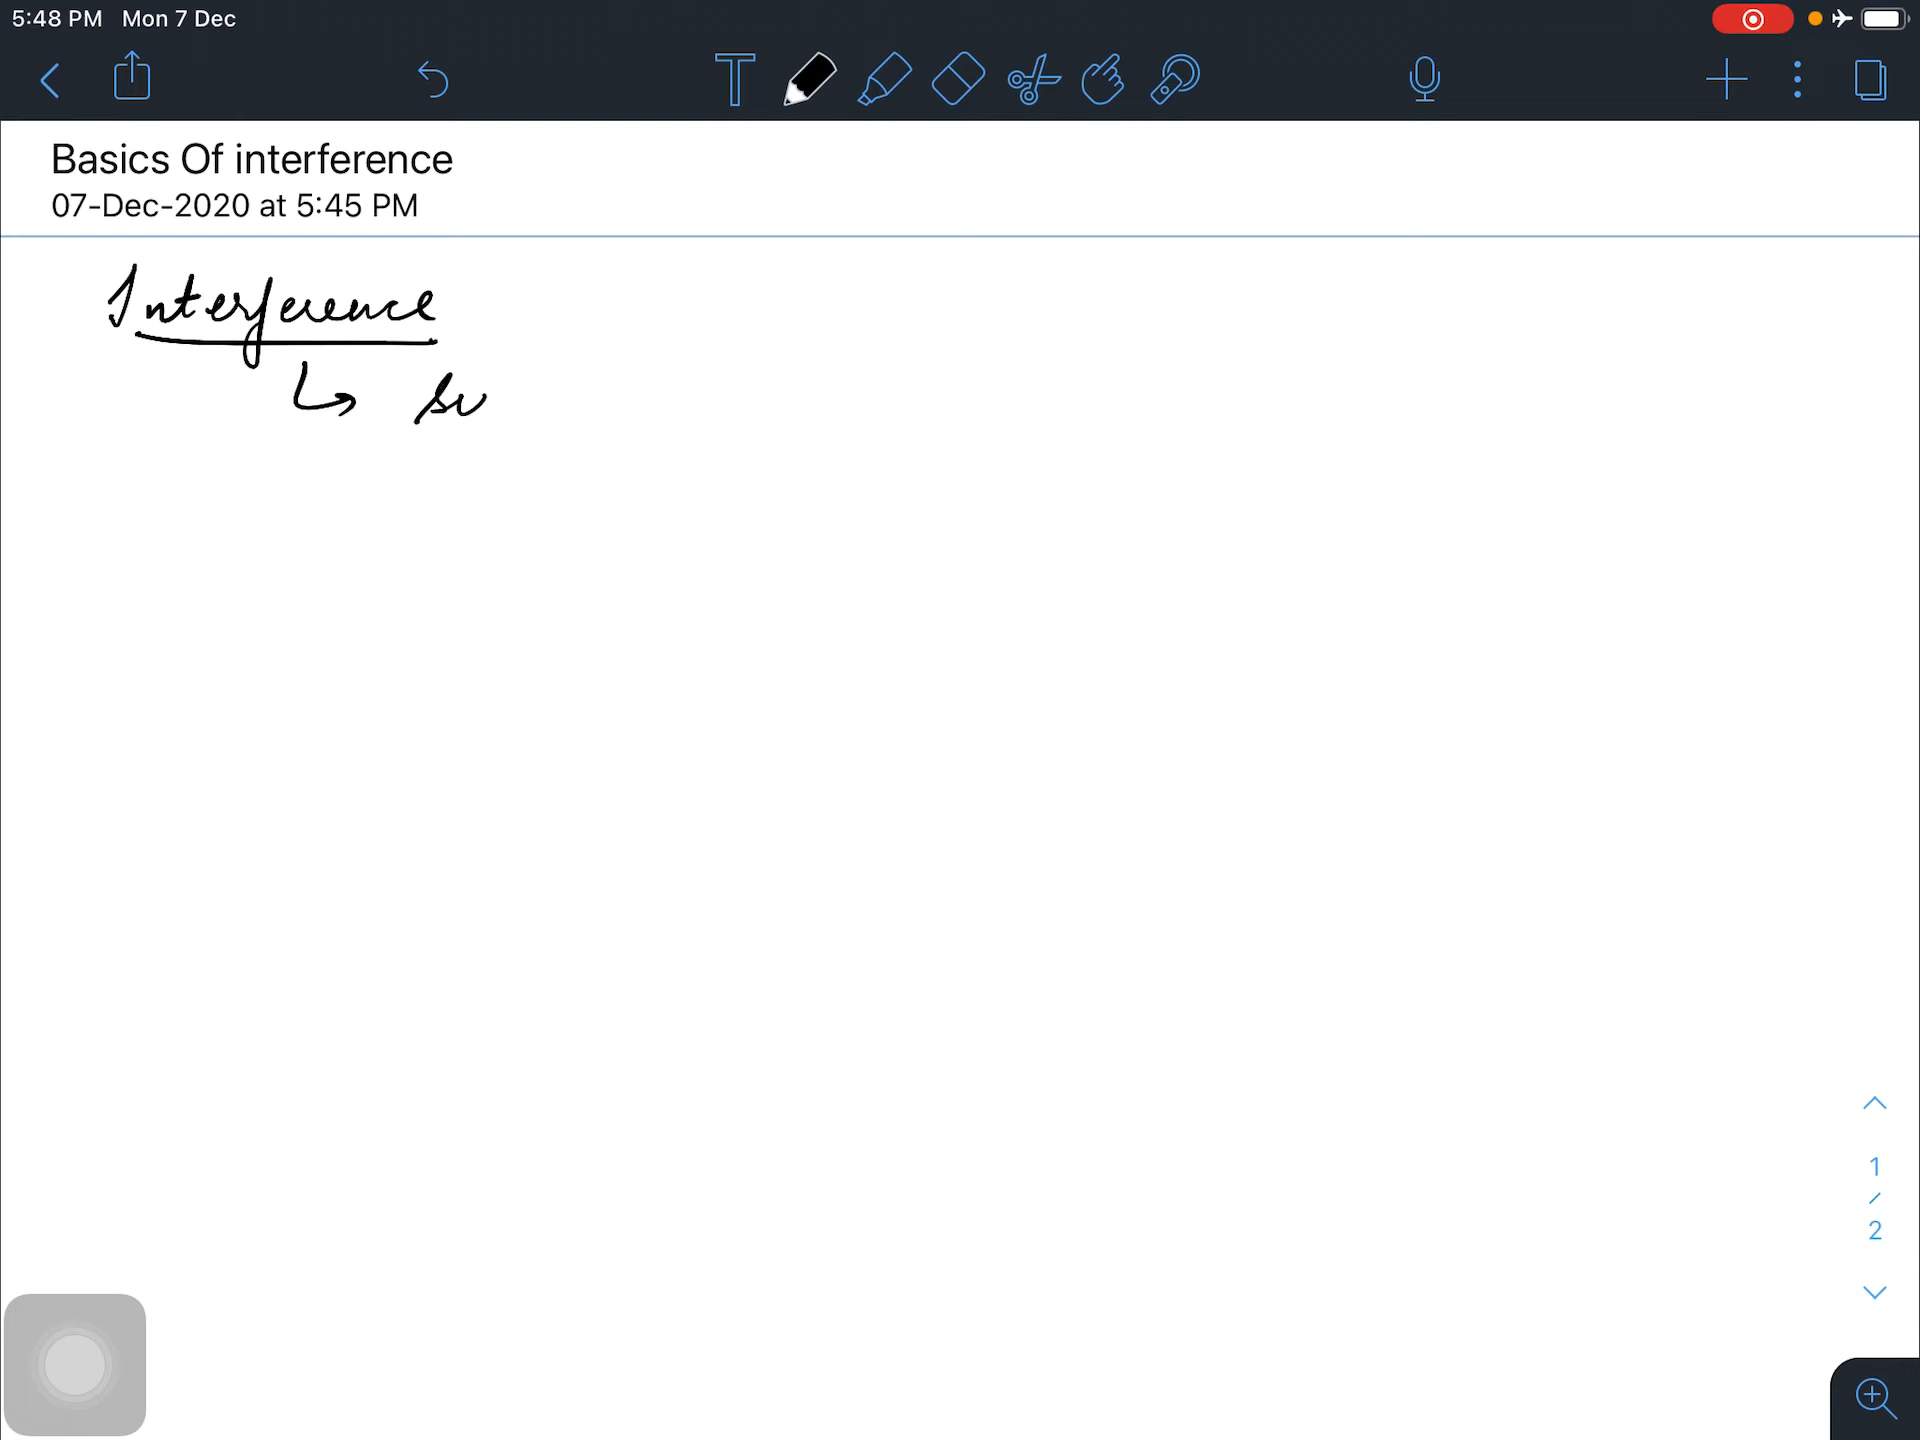 5:48 PM Mon 7 Dec
Basics Of interference
07-Dec-2020 at 5:45 PM
Interference
↳ su
1
/
2